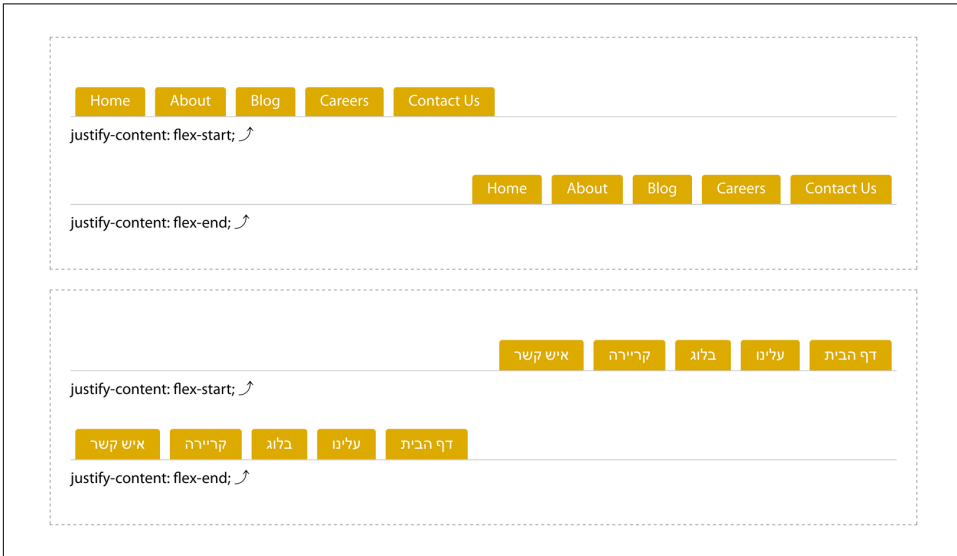 Home About Blog Careers Contact Us
justify-content: flex-start; ⤴
Home About Blog Careers Contact Us
justify-content: flex-end; ⤴
דף הבית עלינו בלוג קריירה איש קשר
justify-content: flex-start; ⤴
דף הבית עלינו בלוג קריירה איש קשר
justify-content: flex-end; ⤴